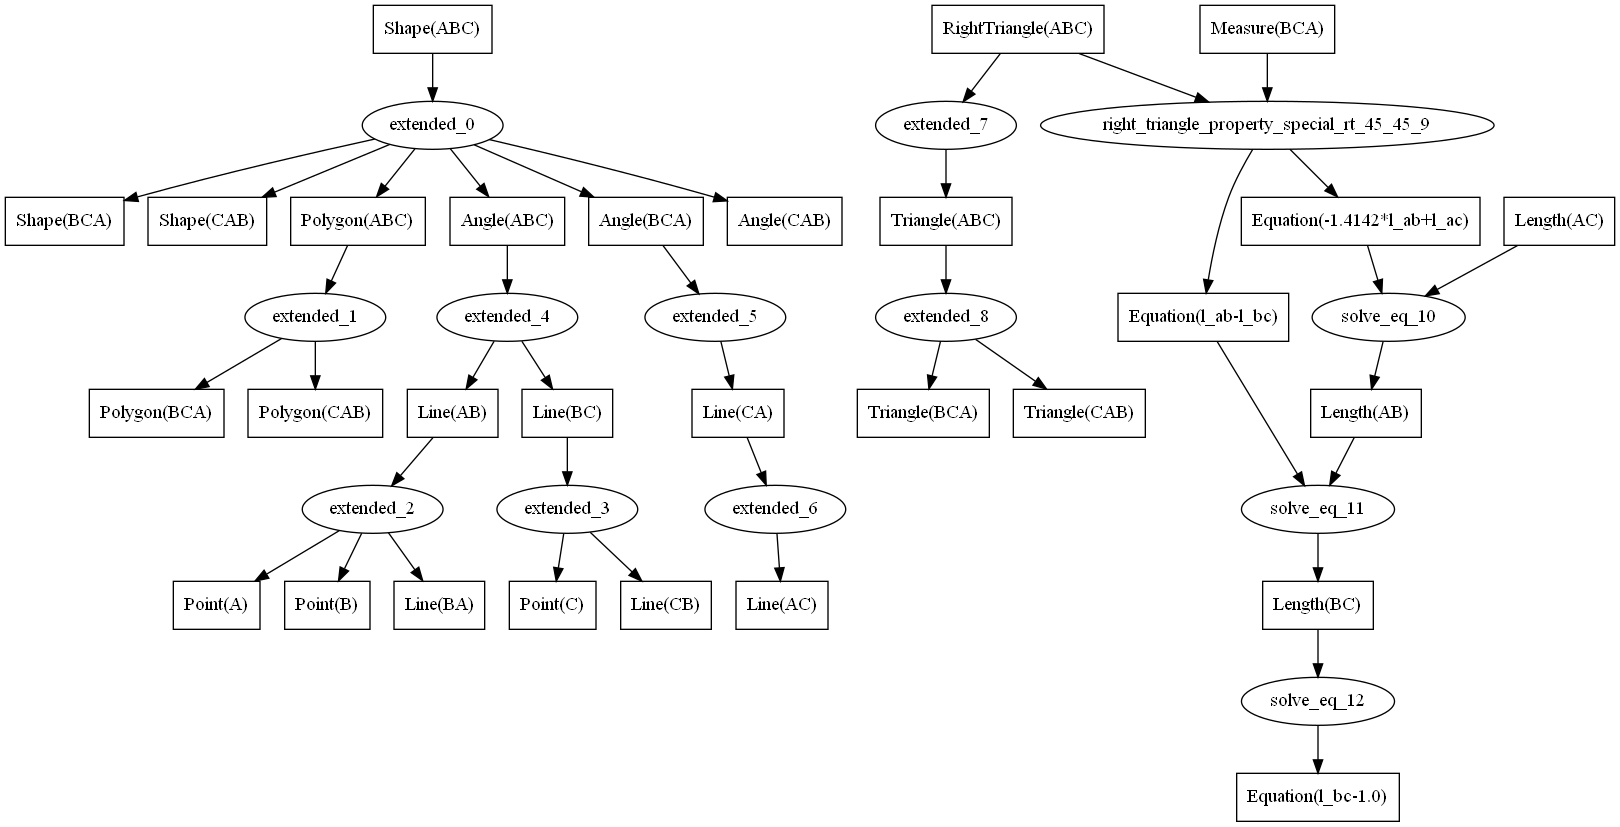 Shape(ABC)
RightTriangle(ABC)
Measure(BCA)
extended_0
extended_7
right_triangle_property_special_rt_45_45_9
Shape(BCA)
Shape(CAB)
Polygon(ABC)
Angle(ABC)
Angle(BCA)
Angle(CAB)
Triangle(ABC)
Equation(-1.4142*l_ab+l_ac)
Length(AC)
extended_1
extended_4
extended_5
extended_8
Equation(l_ab-l_bc)
solve_eq_10
Polygon(BCA)
Polygon(CAB)
Line(AB)
Line(BC)
Line(CA)
Triangle(BCA)
Triangle(CAB)
Length(AB)
extended_2
extended_3
extended_6
solve_eq_11
Point(A)
Point(B)
Line(BA)
Point(C)
Line(CB)
Line(AC)
Length(BC)
solve_eq_12
Equation(l_bc-1.0)